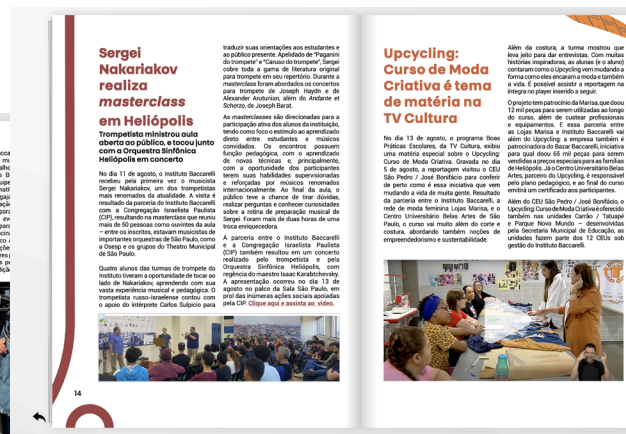 Sergei
Nakariakov
realiza
masterclass
em Heliópolis
Trompetista ministrou aula
aberta ao público, e tocou junto
com a Orquestra Sinfônica
Heliópolis em concerto
No dia 11 de agosto, o Instituto Baccarelli
recebeu pela primeira vez o musicista
Sergei Nakariakov, um dos trompetistas
mais renomados da atualidade. A visita é
resultado da parceria do Instituto Baccarelli
com a Congregação Israelista Paulista
(CIP), resultando na masterclass que reuniu
mais de 50 pessoas como ouvintes da aula
– entre os inscritos, estavam musicistas de
importantes orquestras de São Paulo, como
a Osesp e os grupos do Theatro Municipal
de São Paulo.
Quatro alunos das turmas de trompete do
Instituto tiveram a oportunidade de tocar ao
lado de Nakariakov, aprendendo com sua
vasta experiência musical e pedagógica. O
trompetista russo-israelense contou com
o apoio do intérprete Carlos Sulpício para
traduzir suas orientações aos estudantes e
ao público presente. Apelidado de "Paganini
do trompete" e "Caruso do trompete", Sergei
cobre toda a gama de literatura original
para trompete em seu repertório. Durante a
masterclass foram abordados os concertos
para trompete de Joseph Haydn e de
Alexander Arutunian, além do Andante et
Scherzo, de Joseph Barat.
As masterclasses são direcionadas para a
participação ativa dos alunos da instituição,
tendo como foco o estímulo ao aprendizado
direto entre estudantes e músicos
convidados. Os encontros possuem
função pedagógica, com o aprendizado
de novas técnicas e, principalmente,
com a oportunidade dos participantes
terem suas habilidades supervisionadas
e reforçadas por músicos renomados
internacionalmente. Ao final da aula, o
público teve a chance de tirar dúvidas,
realizar perguntas e conhecer curiosidades
sobre a rotina de preparação musical de
Sergei. Foram mais de duas horas de uma
troca enriquecedora.
A parceria entre o Instituto Baccarelli
e a Congregação Israelista Paulista
(CIP) também resultou em um concerto
realizado pelo trompetista e pela
Orquestra Sinfônica Heliópolis, com
regência do maestro Isaac Karabtchevsky.
A apresentação ocorreu no dia 13 de
agosto no palco da Sala São Paulo, em
prol das inúmeras ações sociais apoiadas
pela CIP. Clique aqui e assista ao vídeo.
14
Upcycling:
Curso de Moda
Criativa é tema
de matéria na
TV Cultura
No dia 13 de agosto, o programa Boas
Práticas Escolares, da TV Cultura, exibiu
uma matéria especial sobre o Upcycling:
Curso de Moda Criativa. Gravada no dia
5 de agosto, a reportagem visitou o CEU
São Pedro / José Bonifácio para conferir
de perto como é essa iniciativa que vem
mudando a vida de muita gente. Resultado
da parceria entre o Instituto Baccarelli, a
rede de moda feminina Lojas Marisa, e o
Centro Universitário Belas Artes de São
Paulo, o curso vai muito além do corte e
costura, abordando também noções de
empreendedorismo e sustentabilidade.
Além da costura, a turma mostrou que
leva jeito para dar entrevistas. Com muitas
histórias inspiradoras, as alunas (e o aluno)
contaram como o Upcycling vem mudando a
forma como eles encaram a moda e também
a vida. É possível assistir a reportagem na
íntegra no player inserido a seguir.
O projeto tem patrocínio da Marisa, que doou
12 mil peças para serem utilizadas ao longo
do curso, além de custear profissionais
e equipamentos. E essa parceria entre
as Lojas Marisa e Instituto Baccarelli vai
além do Upcycling: a empresa também é
patrocinadora do Bazar Baccarelli, iniciativa
para qual doou 65 mil peças para serem
vendidas a preços especiais para as famílias
de Heliópolis. Já o Centro Universitário Belas
Artes, parceiro do Upcycling, é responsável
pelo plano pedagógico, e ao final do curso
emitirá um certificado aos participantes.
Além do CEU São Pedro / José Bonifácio, o
Upcycling: Curso de Moda Criativa é oferecido
também nas unidades Carrão / Tatuapé
e Parque Novo Mundo – desenvolvidas
pela Secretaria Municipal de Educação, as
unidades fazem parte dos 12 CEUs sob
gestão do Instituto Baccarelli.